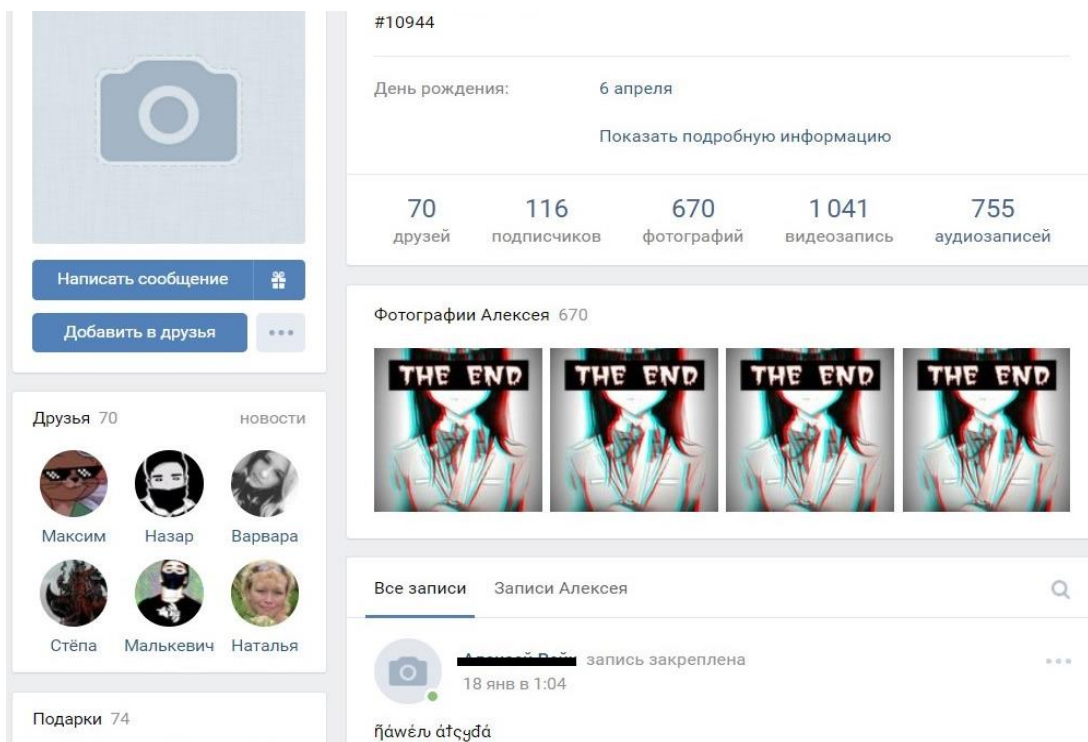 #10944
День рождения: 6 апреля
Показать подробную информацию
70 116 670 1 041 755
друзей подписчиков фотографий видеозапись аудиозаписей
Написать сообщение
Добавить в друзья
Фотографии Алексея 670
THE END THE END THE END THE END
Друзья 70 новости
Максим Назар Варвара
Стёпа Малькевич Наталья
Все записи Записи Алексея
запись закреплена
18 янв в 1:04
Подарки 74